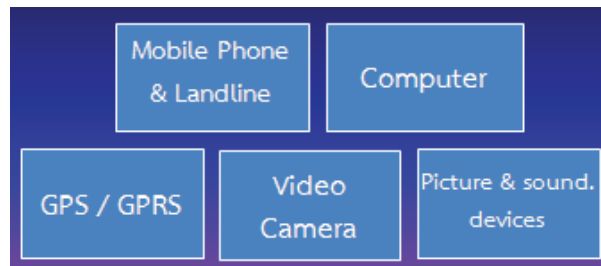 Mobile Phone
& Landline
Computer
GPS / GPRS
Video
Camera
Picture & sound.
devices